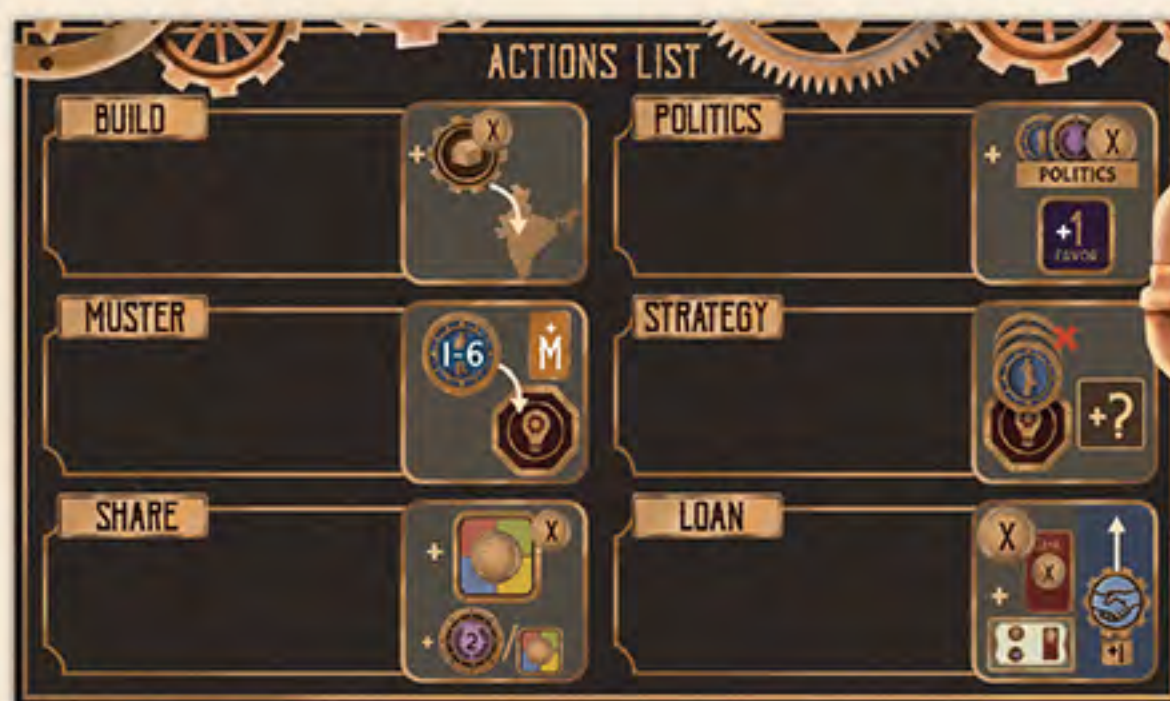 ACTIONS LIST
BUILD
+ X
POLITICS
+ X
POLITICS
+1
FAVOR
MUSTER
1-6
+
M
STRATEGY
+?
SHARE
+ X
+ 2 /
LOAN
X
X
+
+1